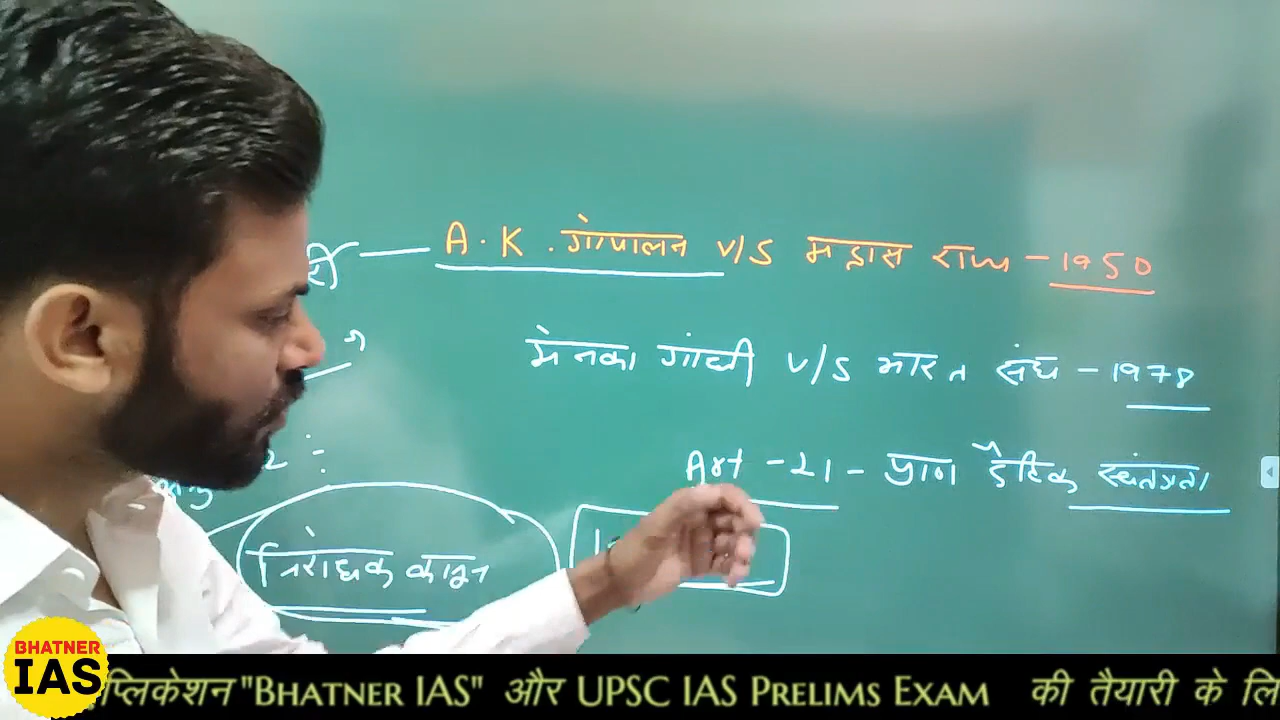 A.K. गोपालन v/s मद्रास राज्य - 1950
मेनका गांधी v/s भारत संघ - 1978
Art - 21 - प्राण दैहिक स्वतंत्रता
निरोधक कानून
BHATNER
IAS
प्लिकेशन "BHATNER IAS" और UPSC IAS PRELIMS EXAM की तैयारी के लि